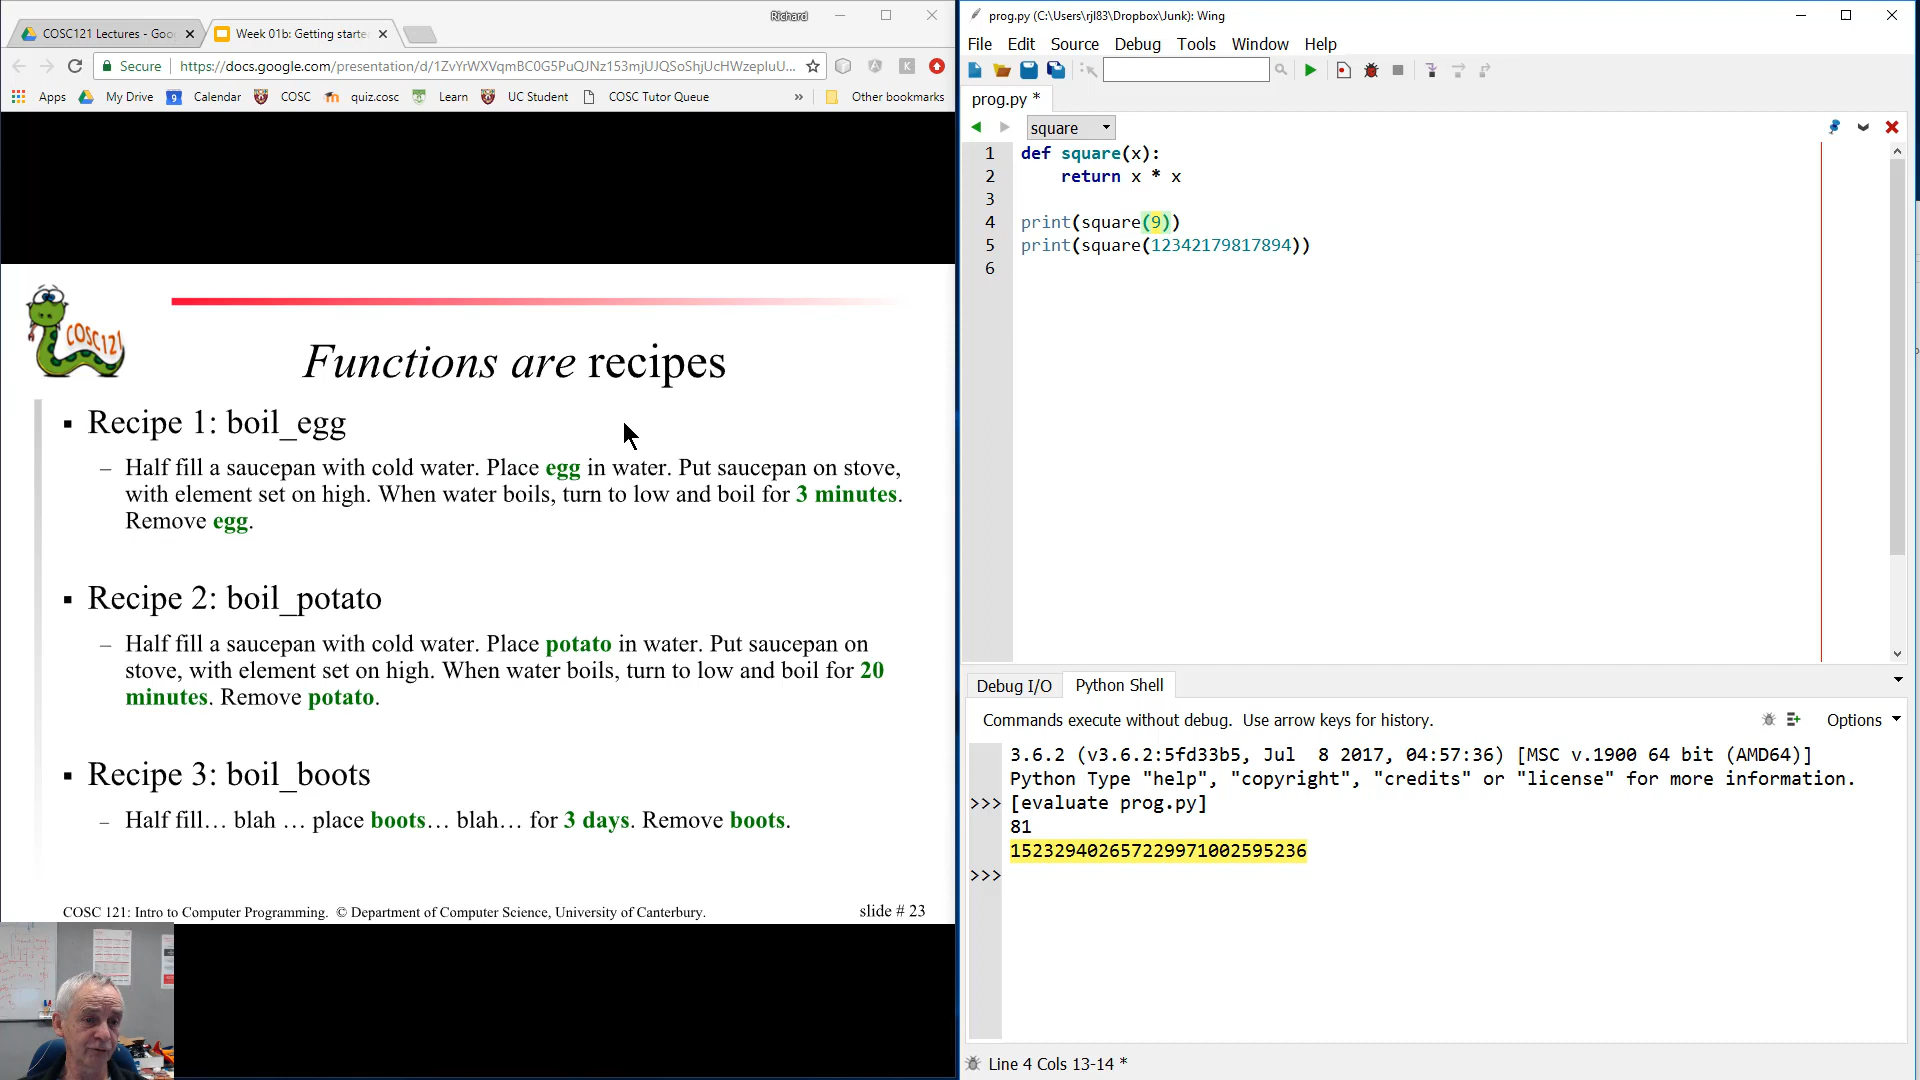 Richard
COSC121 Lectures - Goo
Week 01b: Getting starte
Secure
https://docs.google.com/presentation/d/1ZvYrWXVqmBC0G5PuQJNz153mjUJQSoShjUcHWzepIuU...
Apps
My Drive
9
Calendar
COSC
quiz.cosc
Learn
UC Student
COSC Tutor Queue
»
Other bookmarks
COSC121
Functions are recipes
▪ Recipe 1: boil_egg
– Half fill a saucepan with cold water. Place egg in water. Put saucepan on stove,
with element set on high. When water boils, turn to low and boil for 3 minutes.
Remove egg.
▪ Recipe 2: boil_potato
– Half fill a saucepan with cold water. Place potato in water. Put saucepan on
stove, with element set on high. When water boils, turn to low and boil for 20
minutes. Remove potato.
▪ Recipe 3: boil_boots
– Half fill… blah … place boots… blah… for 3 days. Remove boots.
COSC 121: Intro to Computer Programming. © Department of Computer Science, University of Canterbury.
slide # 23
prog.py (C:\Users\rjl83\Dropbox\Junk): Wing
File Edit Source Debug Tools Window Help
prog.py *
square
1 def square(x):
2 return x * x
3
4 print(square(9))
5 print(square(12342179817894))
6
Debug I/O
Python Shell
Commands execute without debug. Use arrow keys for history.
Options
3.6.2 (v3.6.2:5fd33b5, Jul 8 2017, 04:57:36) [MSC v.1900 64 bit (AMD64)]
Python Type "help", "copyright", "credits" or "license" for more information.
>>> [evaluate prog.py]
81
152329402657229971002595236
>>>
Line 4 Cols 13-14 *